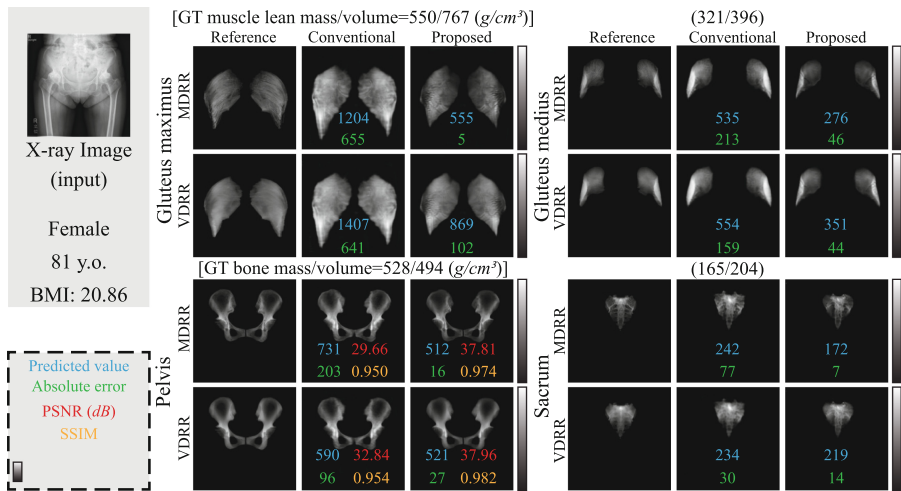 X-ray Image
(input)
Female
81 y.o.
BMI: 20.86
Predicted value
Absolute error
PSNR (dB)
SSIM
[GT muscle lean mass/volume=550/767 (g/cm³)]
Reference Conventional Proposed
Gluteus maximus
MDRR
1204 555
655 5
VDRR
1407 869
641 102
(321/396)
Reference Conventional Proposed
Gluteus medius
MDRR
535 276
213 46
VDRR
554 351
159 44
[GT bone mass/volume=528/494 (g/cm³)]
Pelvis
MDRR
731 29.66 512 37.81
203 0.950 16 0.974
VDRR
590 32.84 521 37.96
96 0.954 27 0.982
(165/204)
Sacrum
MDRR
242 172
77 7
VDRR
234 219
30 14